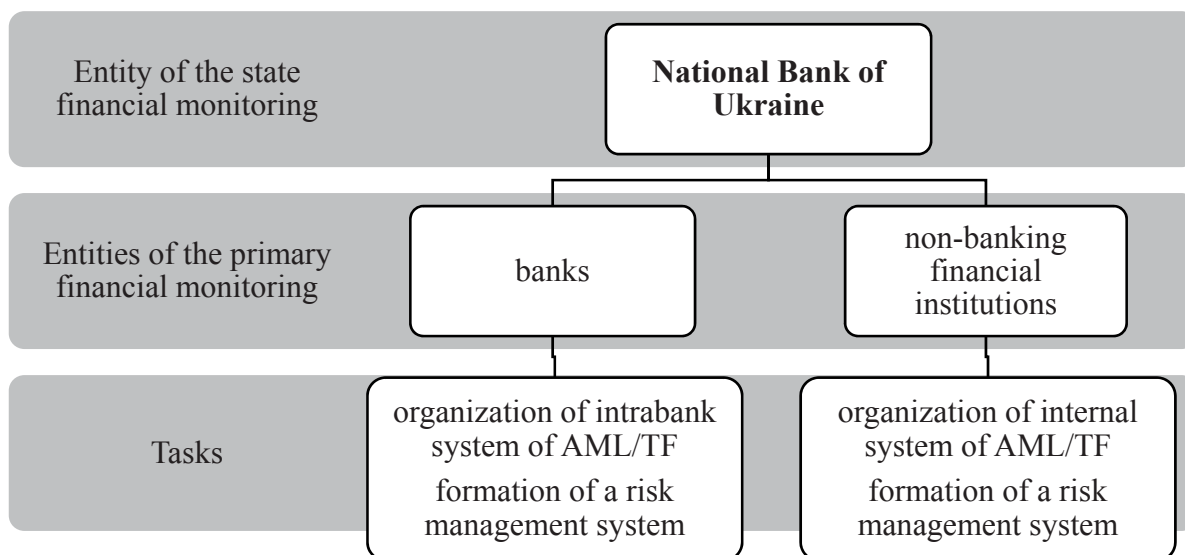 Entity of the state
financial monitoring
National Bank of
Ukraine
Entities of the primary
financial monitoring
banks
non-banking
financial
institutions
Tasks
organization of intrabank
system of AML/TF
formation of a risk
management system
organization of internal
system of AML/TF
formation of a risk
management system